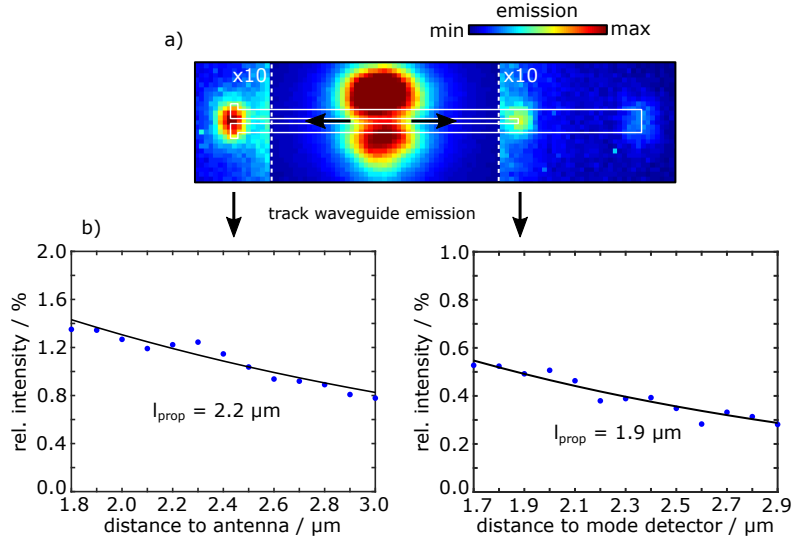 emission
min max
a)
x10 x10
track waveguide emission
b)
2.0
1.6
1.2
0.8
0.4
0.0
rel. intensity / %
l_prop = 2.2 µm
1.8 2.0 2.2 2.4 2.6 2.8 3.0
distance to antenna / µm
1.0
0.8
0.6
0.4
0.2
0.0
rel. intensity / %
l_prop = 1.9 µm
1.7 1.9 2.1 2.3 2.5 2.7 2.9
distance to mode detector / µm